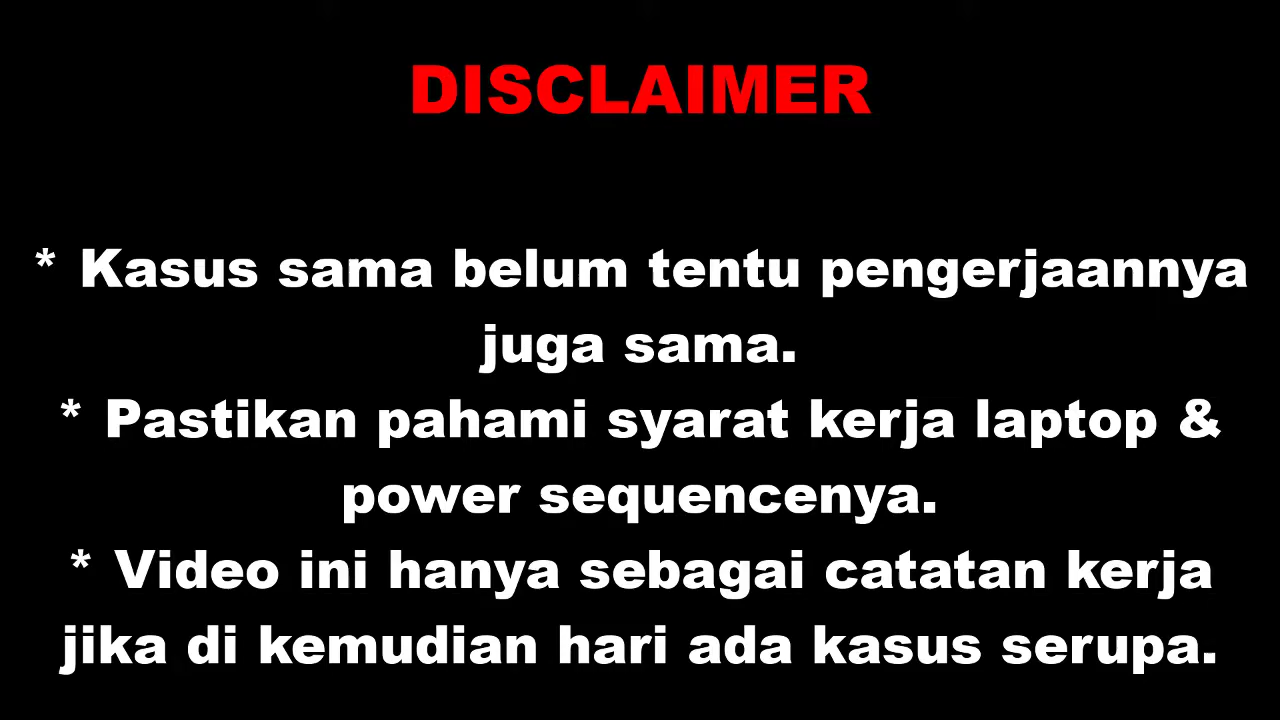 DISCLAIMER
* Kasus sama belum tentu pengerjaannya
juga sama.
* Pastikan pahami syarat kerja laptop &
power sequencenya.
* Video ini hanya sebagai catatan kerja
jika di kemudian hari ada kasus serupa.